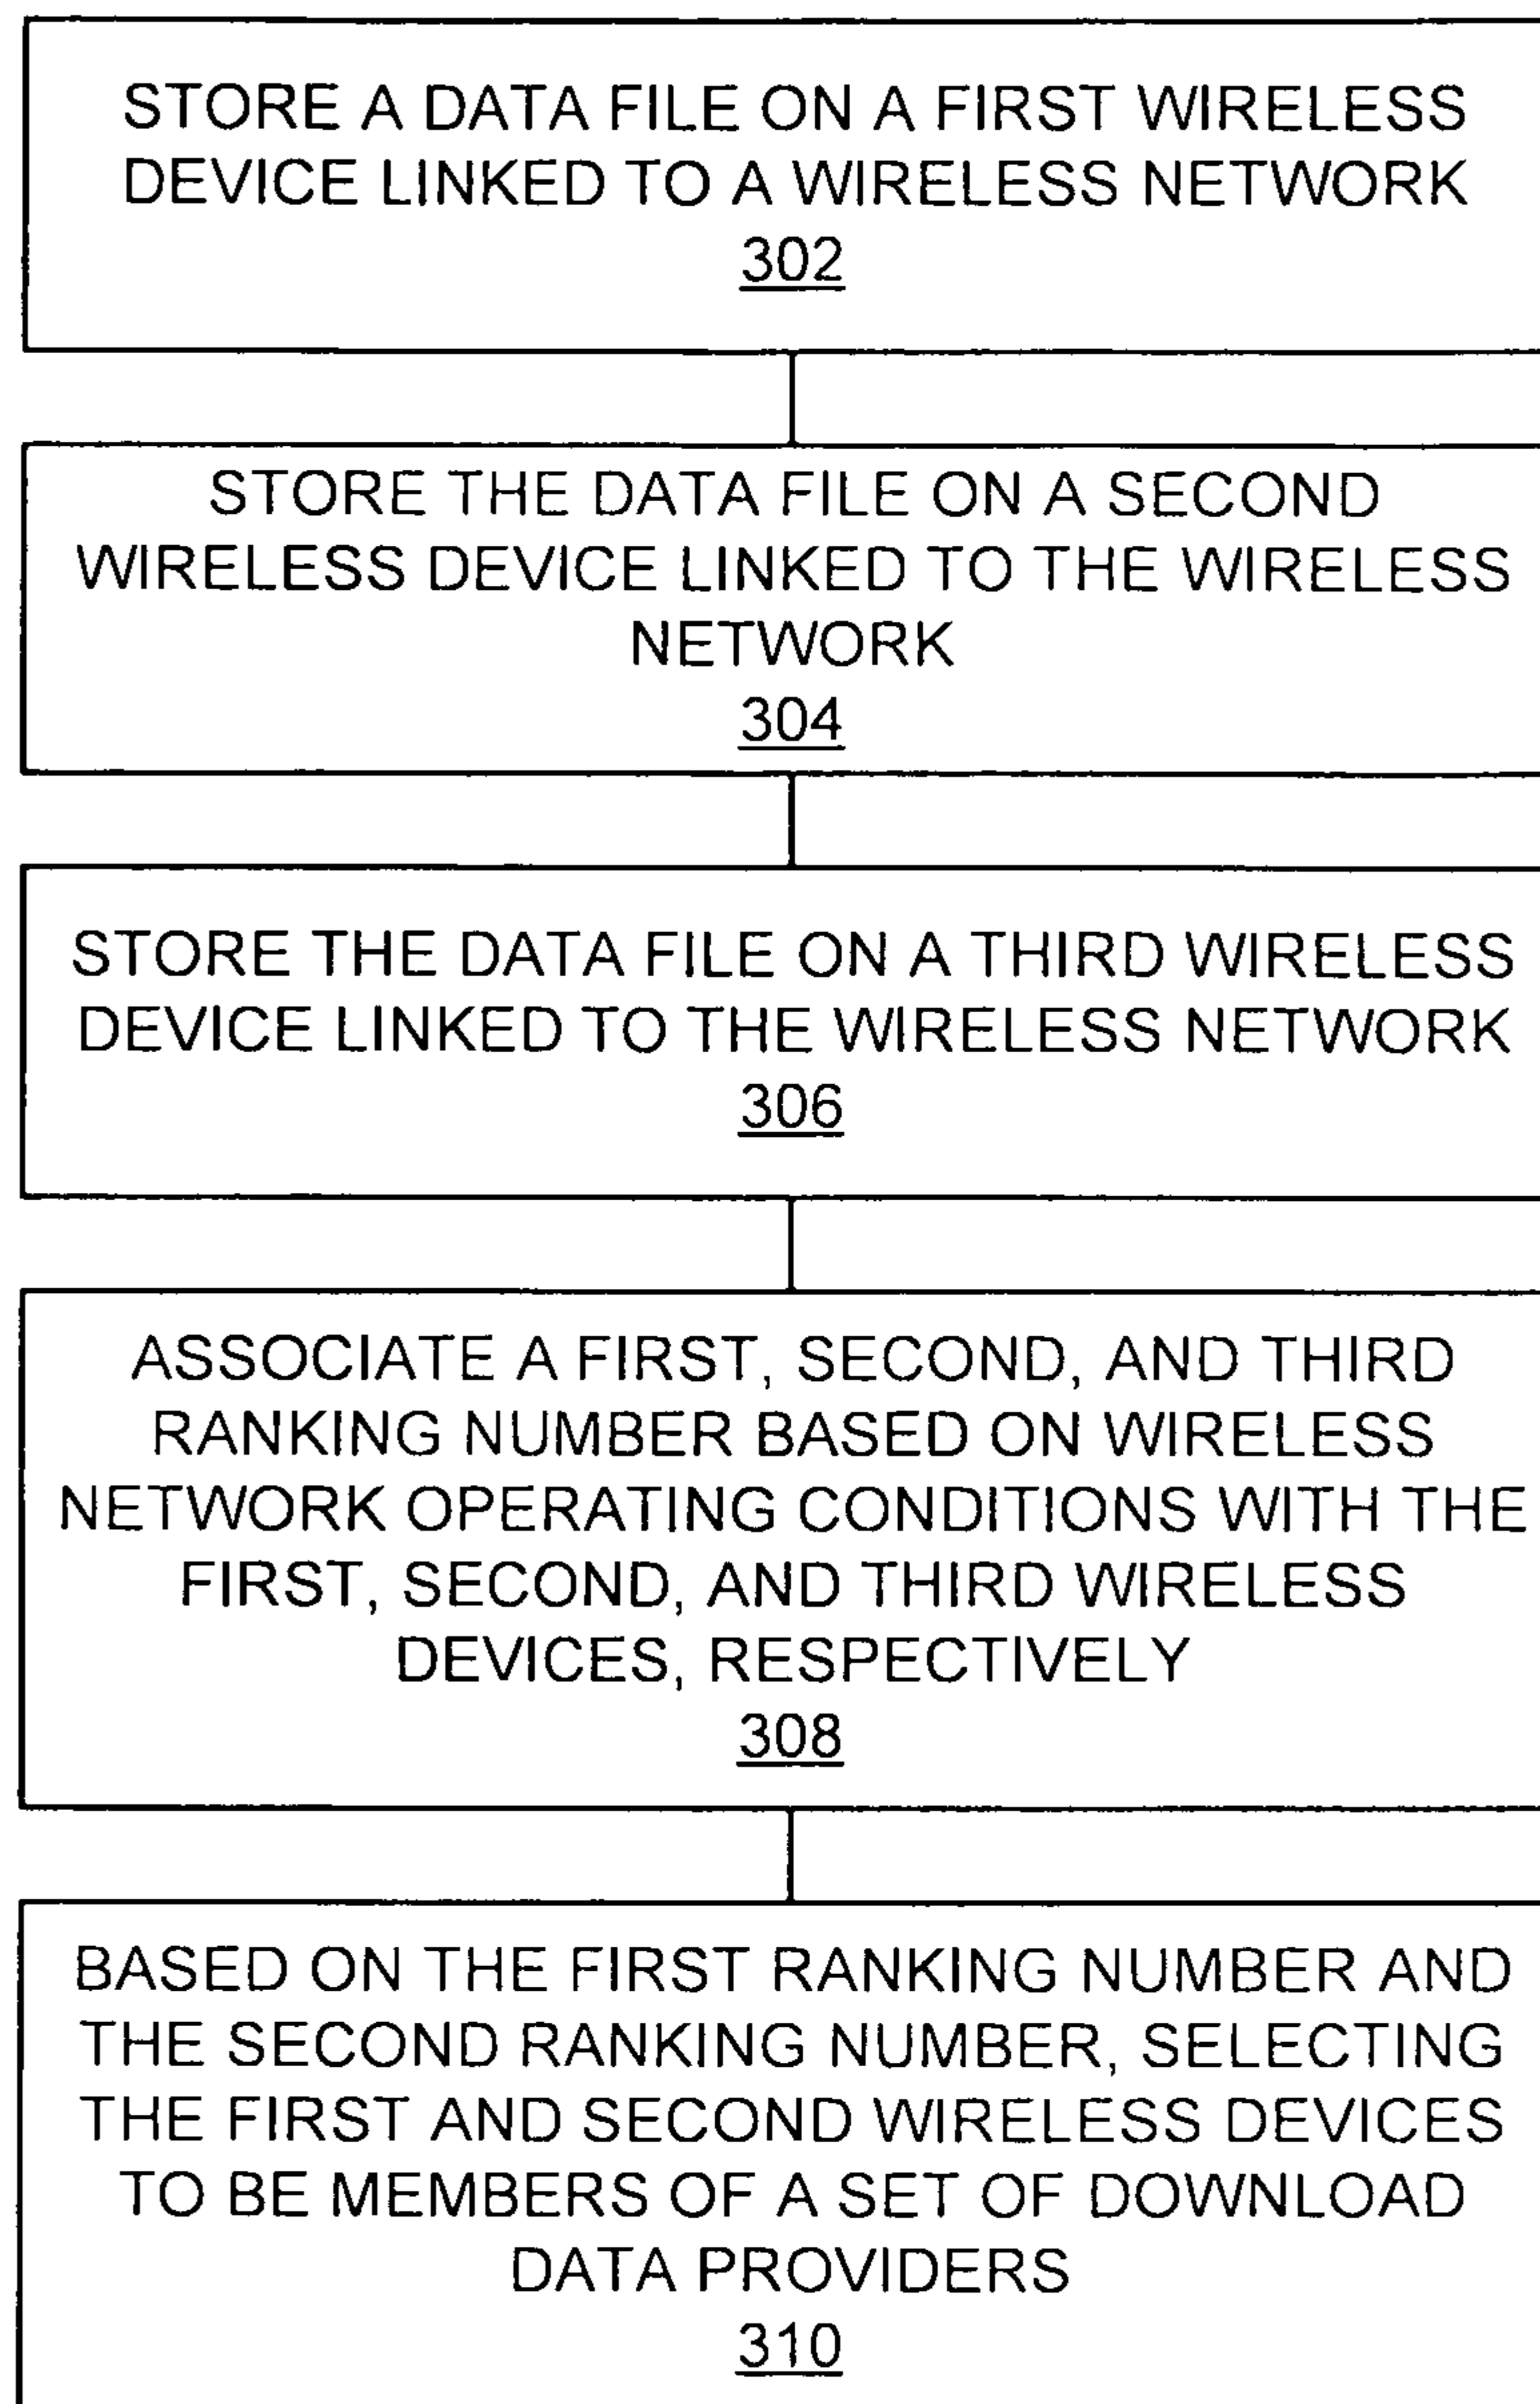 STORE A DATA FILE ON A FIRST WIRELESS
DEVICE LINKED TO A WIRELESS NETWORK
302
STORE THE DATA FILE ON A SECOND
WIRELESS DEVICE LINKED TO THE WIRELESS
NETWORK
304
STORE THE DATA FILE ON A THIRD WIRELESS
DEVICE LINKED TO THE WIRELESS NETWORK
306
ASSOCIATE A FIRST, SECOND, AND THIRD
RANKING NUMBER BASED ON WIRELESS
NETWORK OPERATING CONDITIONS WITH THE
FIRST, SECOND, AND THIRD WIRELESS
DEVICES, RESPECTIVELY
308
BASED ON THE FIRST RANKING NUMBER AND
THE SECOND RANKING NUMBER, SELECTING
THE FIRST AND SECOND WIRELESS DEVICES
TO BE MEMBERS OF A SET OF DOWNLOAD
DATA PROVIDERS
310